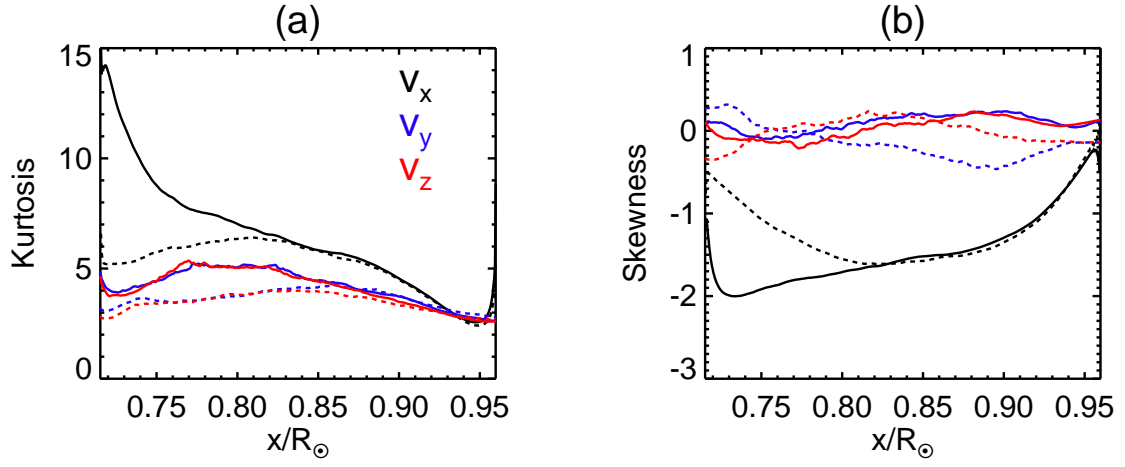 (a)
Kurtosis
15
10
5
0
v_x
v_y
v_z
0.75 0.80 0.85 0.90 0.95
x/R_⊙
(b)
Skewness
1
0
-1
-2
-3
0.75 0.80 0.85 0.90 0.95
x/R_⊙